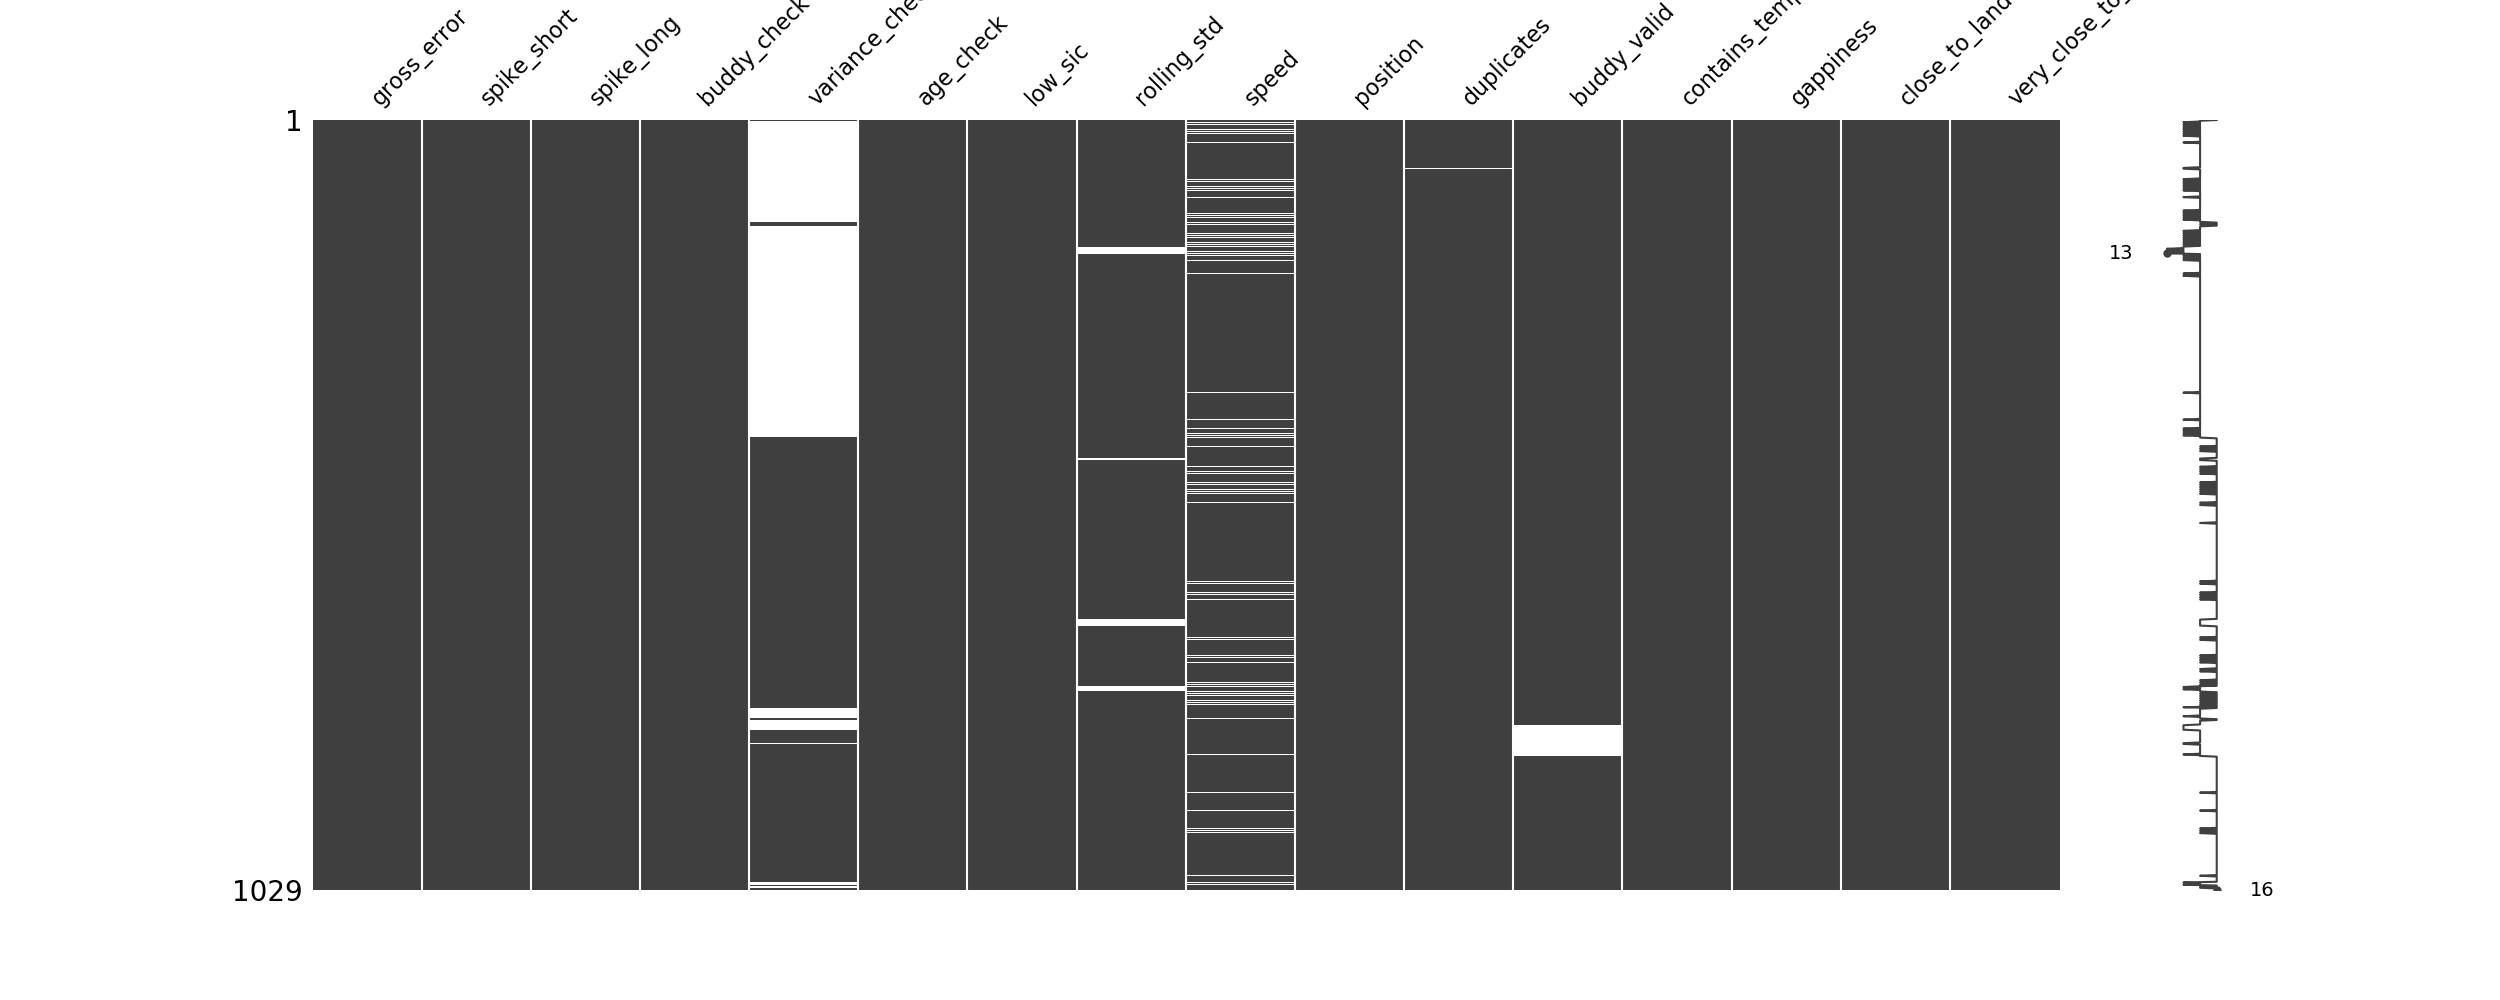 gross_error
spike_short
spike_long
buddy_check
variance_che
age_check
low_sic
rolling_std
speed
position
duplicates
buddy_valid
contains_temp
gappiness
close_to_land
very_close_to_
1
13
1029
16